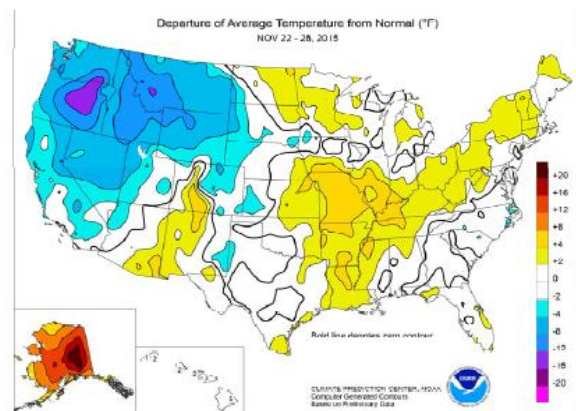 Departure of Average Temperature from Normal (°F)
NOV 22 - 28, 2015
+20
+16
+12
+8
+4
+2
0
-2
-4
-8
-12
-16
-20
Bold line denotes zero contour
CLIMATE PREDICTION CENTER, NOAA
Computer Generated Contours
Based on Preliminary Data